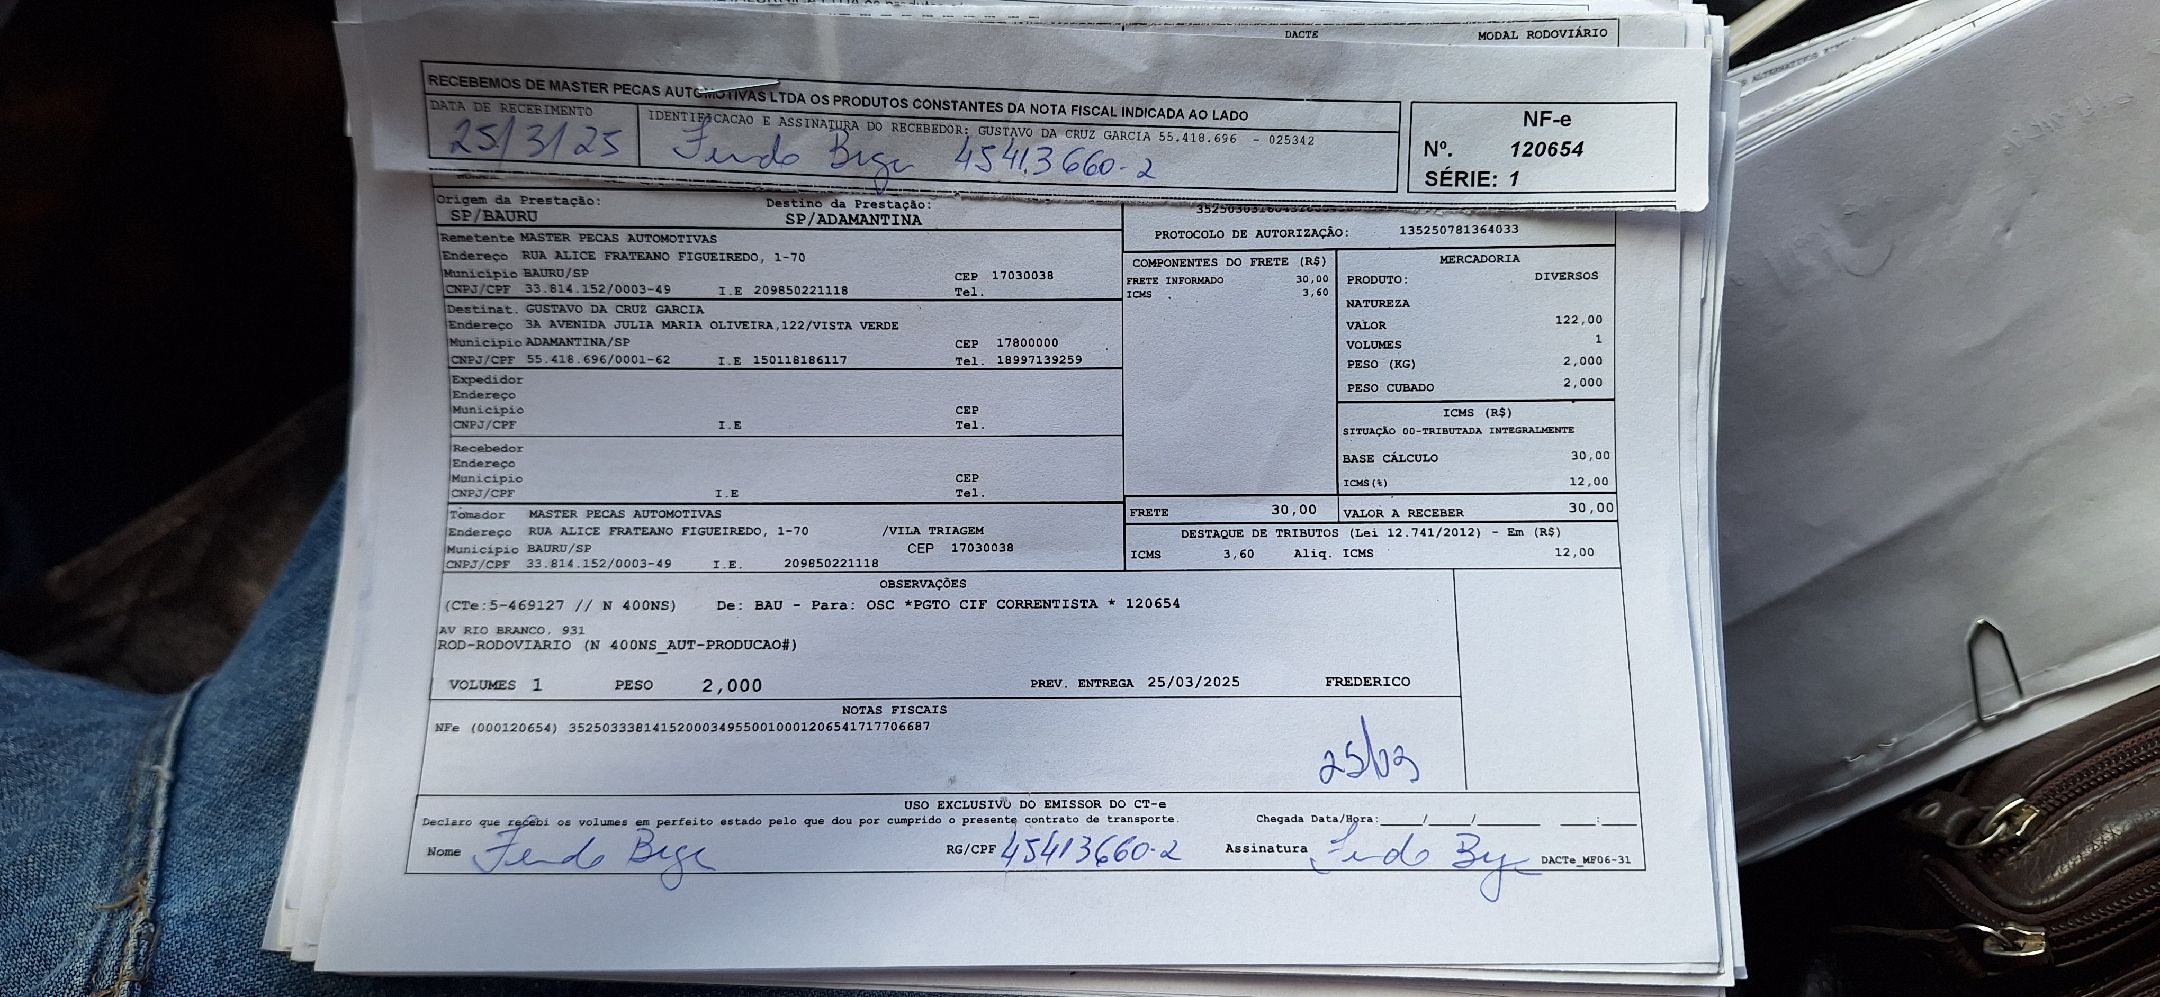 DACTE MODAL RODOVIÁRIO
RECEBEMOS DE MASTER PECAS AUTOMOTIVAS LTDA OS PRODUTOS CONSTANTES DA NOTA FISCAL INDICADA AO LADO
DATA DE RECEBIMENTO
25/3/25
IDENTIFICACAO E ASSINATURA DO RECEBEDOR: GUSTAVO DA CRUZ GARCIA 55.418.696 - 025342
45413660-2
NF-e
Nº. 120654
SÉRIE: 1
Origem da Prestação:
SP/BAURU
Destino da Prestação:
SP/ADAMANTINA
PROTOCOLO DE AUTORIZAÇÃO: 135250781364033
Remetente MASTER PECAS AUTOMOTIVAS
Endereço RUA ALICE FRATEANO FIGUEIREDO, 1-70
Município BAURU/SP CEP 17030038
CNPJ/CPF 33.814.152/0003-49 I.E 209850221118 Tel.
Destinat. GUSTAVO DA CRUZ GARCIA
Endereço 3A AVENIDA JULIA MARIA OLIVEIRA,122/VISTA VERDE
Município ADAMANTINA/SP CEP 17800000
CNPJ/CPF 55.418.696/0001-62 I.E 150118186117 Tel. 18997139259
Expedidor
Endereço
Município CEP
CNPJ/CPF I.E Tel.
Recebedor
Endereço
Município CEP
CNPJ/CPF I.E Tel.
Tomador MASTER PECAS AUTOMOTIVAS
Endereço RUA ALICE FRATEANO FIGUEIREDO, 1-70 /VILA TRIAGEM
Município BAURU/SP CEP 17030038
CNPJ/CPF 33.814.152/0003-49 I.E. 209850221118
COMPONENTES DO FRETE (R$)
FRETE INFORMADO 30,00
ICMS 3,60
MERCADORIA
PRODUTO: DIVERSOS
NATUREZA
VALOR 122,00
VOLUMES 1
PESO (KG) 2,000
PESO CUBADO 2,000
ICMS (R$)
SITUAÇÃO 00-TRIBUTADA INTEGRALMENTE
BASE CÁLCULO 30,00
ICMS(%) 12,00
FRETE 30,00
VALOR A RECEBER 30,00
DESTAQUE DE TRIBUTOS (Lei 12.741/2012) - Em (R$)
ICMS 3,60 Aliq. ICMS 12,00
OBSERVAÇÕES
(CTe:5-469127 // N 400NS) De: BAU - Para: OSC *PGTO CIF CORRENTISTA * 120654
AV RIO BRANCO, 931
ROD-RODOVIARIO (N 400NS_AUT-PRODUCAO#)
VOLUMES 1 PESO 2,000 PREV. ENTREGA 25/03/2025 FREDERICO
NOTAS FISCAIS
NFe (000120654) 35250333814152000349550010001206541717706687
25/03
USO EXCLUSIVO DO EMISSOR DO CT-e
Declaro que recebi os volumes em perfeito estado pelo que dou por cumprido o presente contrato de transporte. Chegada Data/Hora:____/____/______ ___:___
Nome RG/CPF 45413660-2 Assinatura DACTe_MF06-31